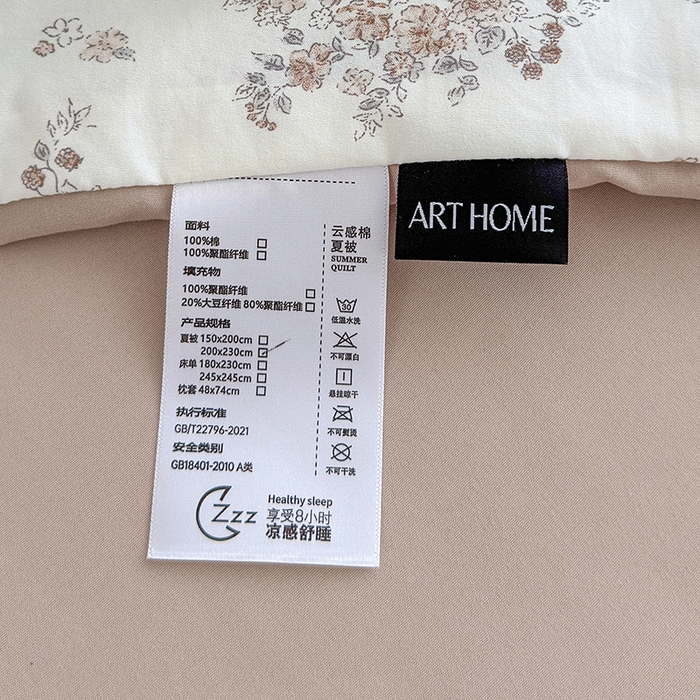 面料
100%棉 □
100%聚酯纤维 □
填充物
100%聚酯纤维 □
20%大豆纤维 80%聚酯纤维 □
产品规格
夏被 150x200cm □
200x230cm ☑
床单 180x230cm □
245x245cm □
枕套 48x74cm □
执行标准
GB/T22796-2021
安全类别
GB18401-2010 A类
云感棉
夏被
SUMMER
QUILT
30
低温水洗
不可漂白
悬挂晾干
不可熨烫
不可干洗
Zzz
Healthy sleep
享受8小时
凉感舒睡
ART HOME